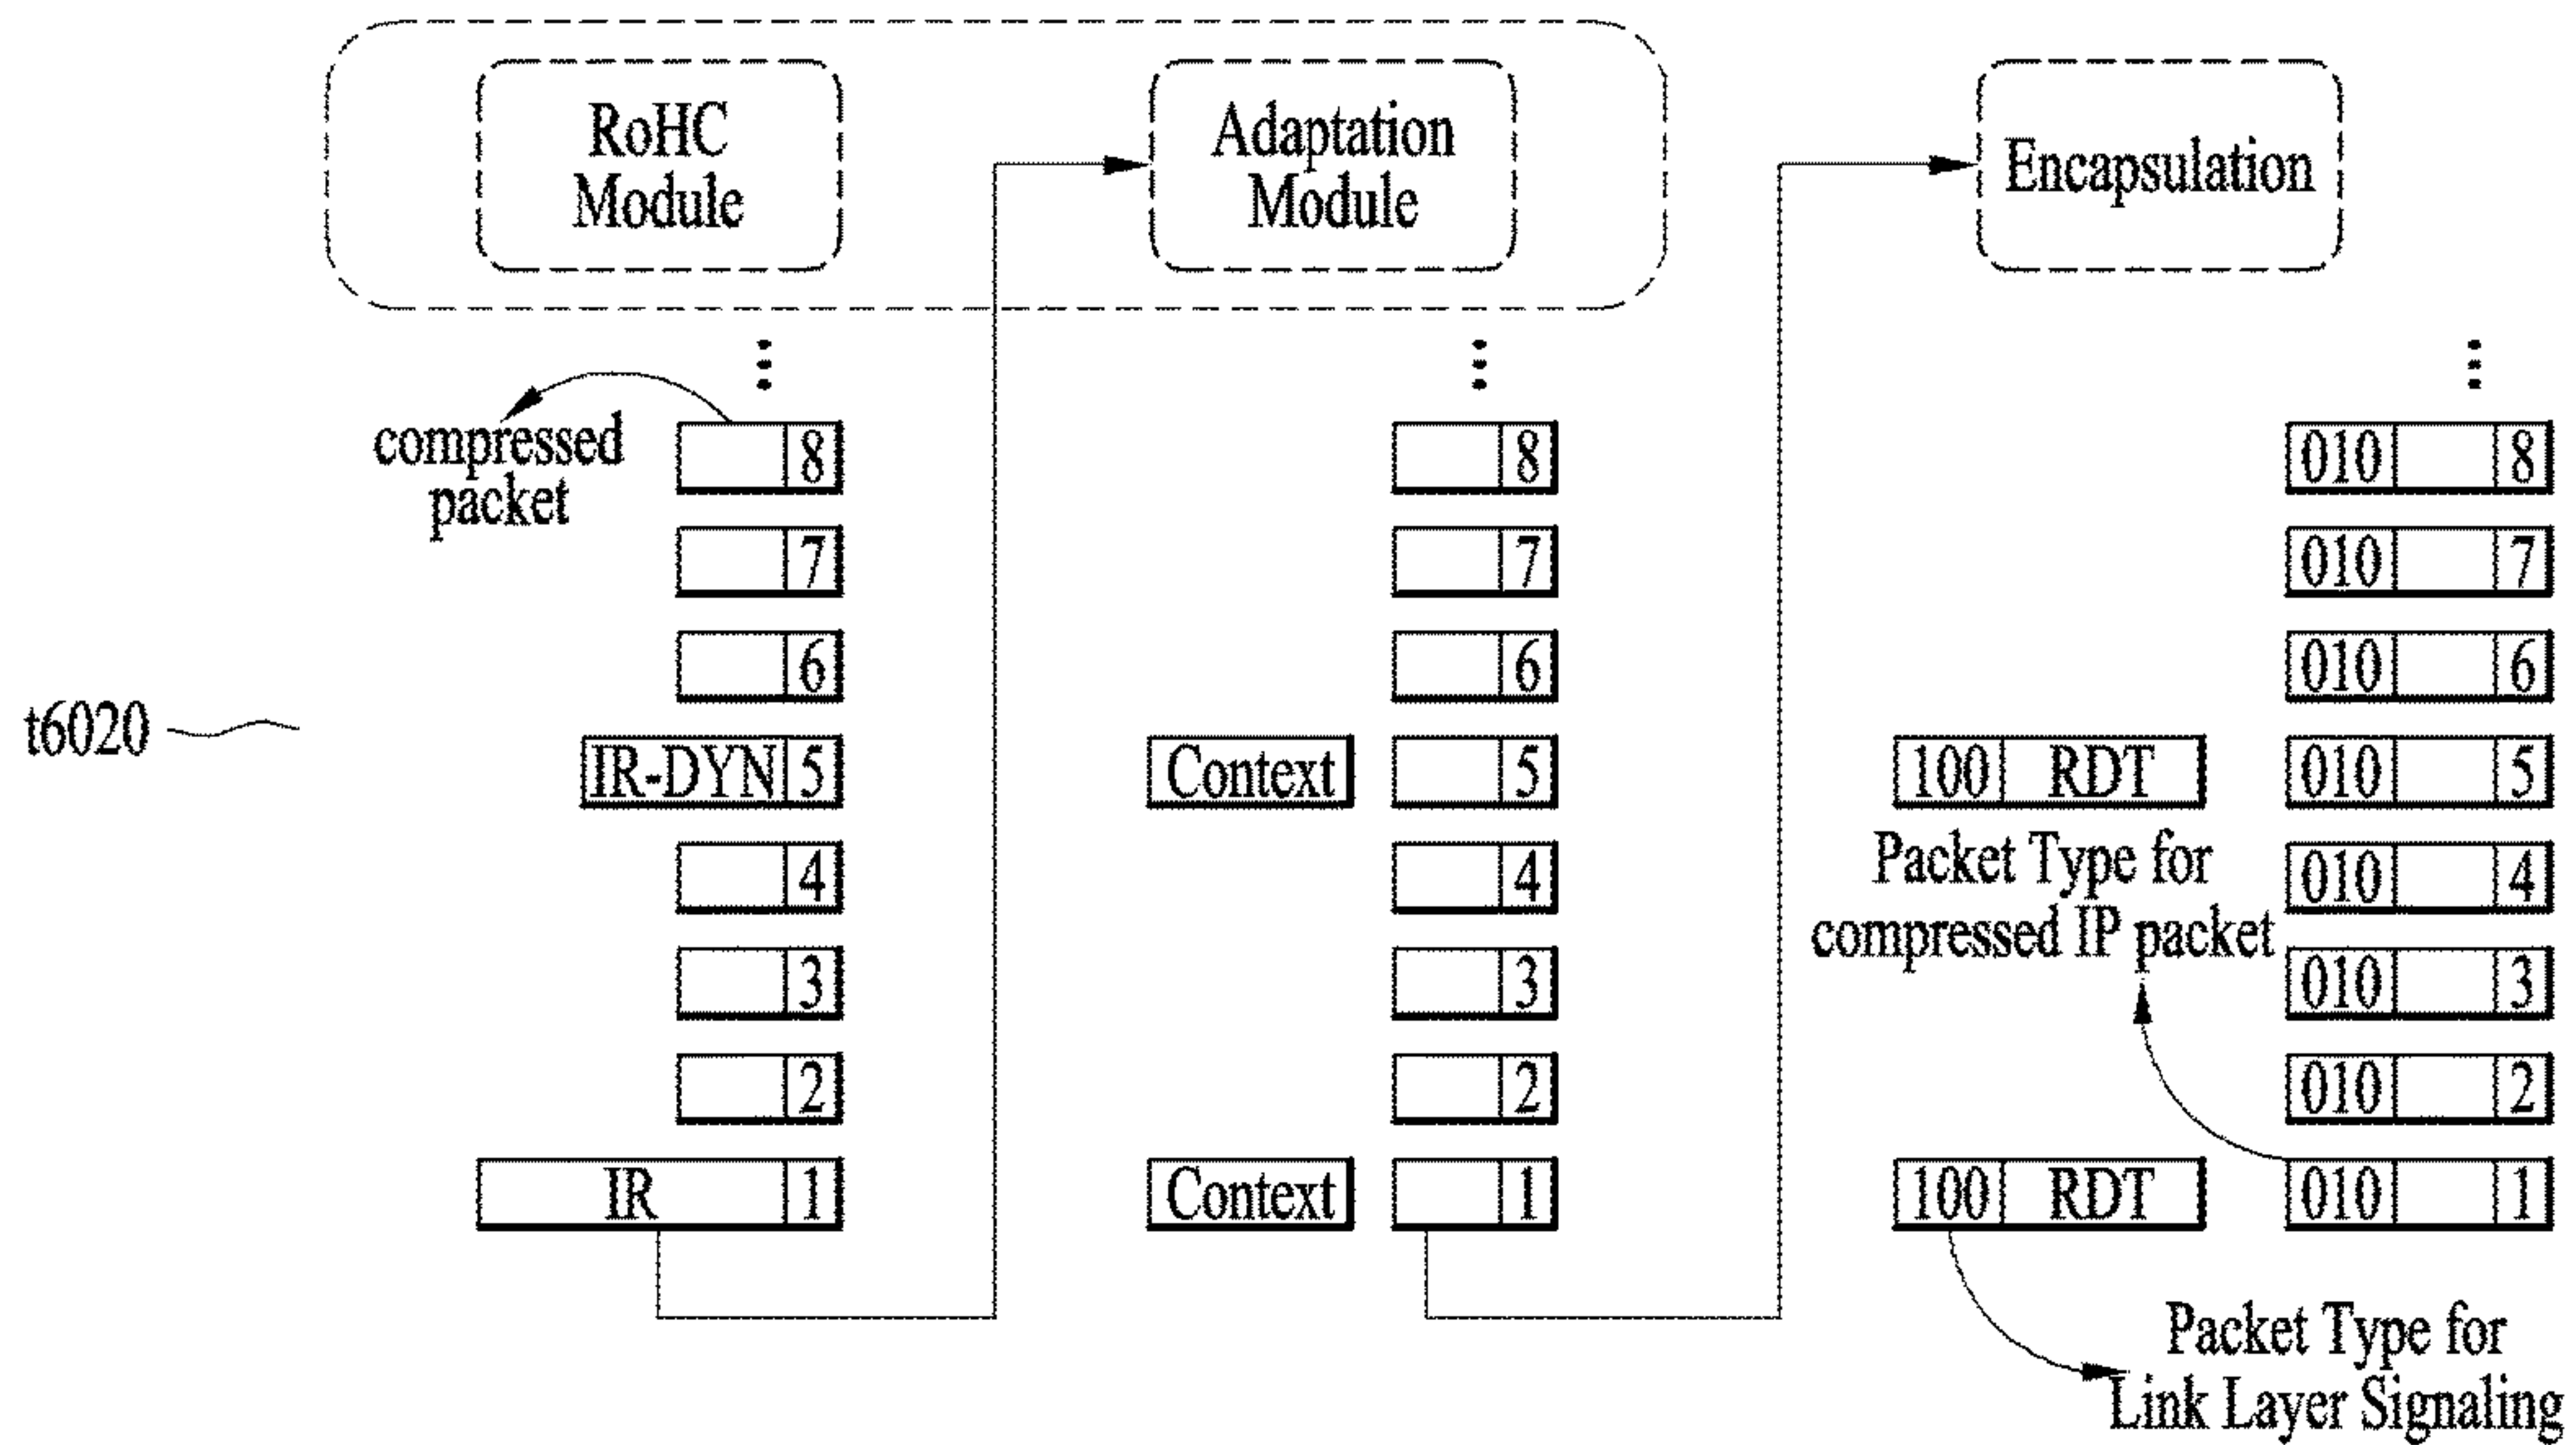 RoHC
Module
Adaptation
Module
Encapsulation
compressed
packet
8
8
010 8
7
7
010 7
6
6
010 6
t6020
IR-DYN 5
Context 5
100 RDT 010 5
4
4
Packet Type for
compressed IP packet
010 4
3
3
010 3
2
2
010 2
IR 1
Context 1
100 RDT 010 1
Packet Type for
Link Layer Signaling